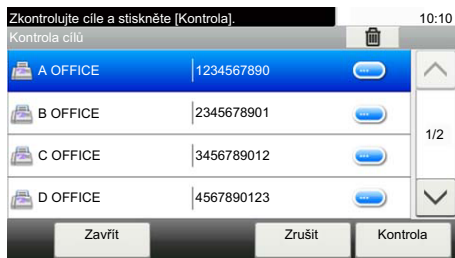 Zkontrolujte cíle a stiskněte [Kontrola]. 10:10
Kontrola cílů
A OFFICE 1234567890
B OFFICE 2345678901
1/2
C OFFICE 3456789012
D OFFICE 4567890123
Zavřít Zrušit Kontrola